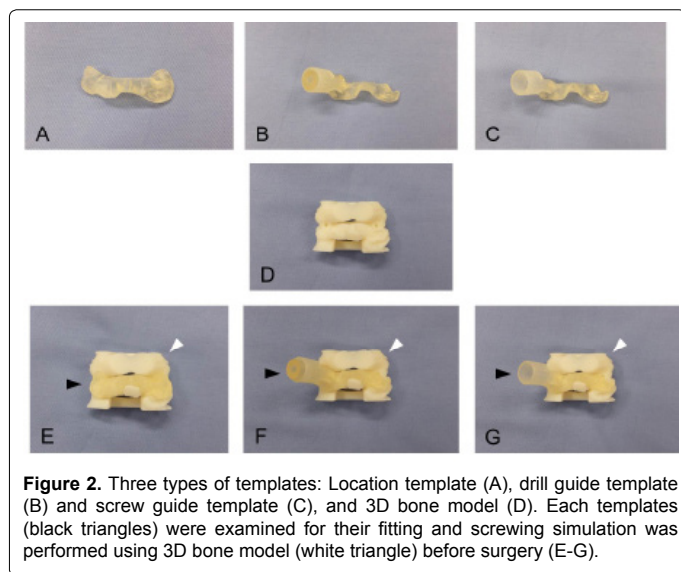 A
B
C
D
E
F
G
Figure 2. Three types of templates: Location template (A), drill guide template
(B) and screw guide template (C), and 3D bone model (D). Each templates
(black triangles) were examined for their fitting and screwing simulation was
performed using 3D bone model (white triangle) before surgery (E-G).